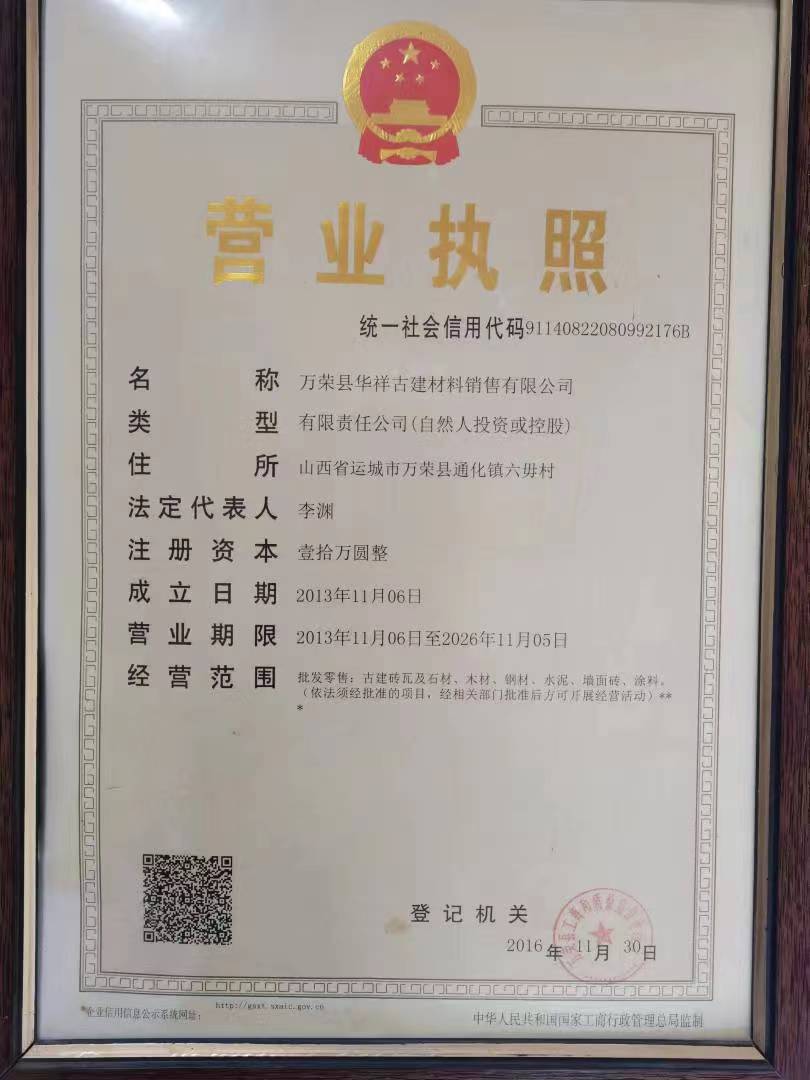 营业执照
统一社会信用代码91140822080992176B
名称 万荣县华祥古建材料销售有限公司
类型 有限责任公司(自然人投资或控股)
住所 山西省运城市万荣县通化镇六毋村
法定代表人 李渊
注册资本 壹拾万圆整
成立日期 2013年11月06日
营业期限 2013年11月06日至2026年11月05日
经营范围 批发零售：古建砖瓦及石材、木材、钢材、水泥、墙面砖、涂料。
（依法须经批准的项目，经相关部门批准后方可开展经营活动）**
*
登记机关
2016年11月30日
企业信用信息公示系统网址：
http://gsxt.sxaic.gov.cn
中华人民共和国国家工商行政管理总局监制